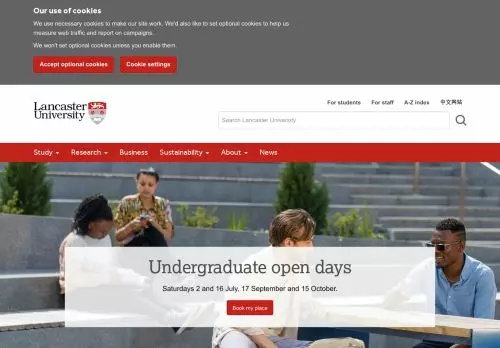 Our use of cookies
We use necessary cookies to make our site work. We'd also like to set optional cookies to help us
measure web traffic and report on campaigns.
We won't set optional cookies unless you enable them.
Accept optional cookies
Cookie settings
Lancaster
University
For students
For staff
A-Z index
中文网站
Search Lancaster University
Study
Research
Business
Sustainability
About
News
Undergraduate open days
Saturdays 2 and 16 July, 17 September and 15 October.
Book my place